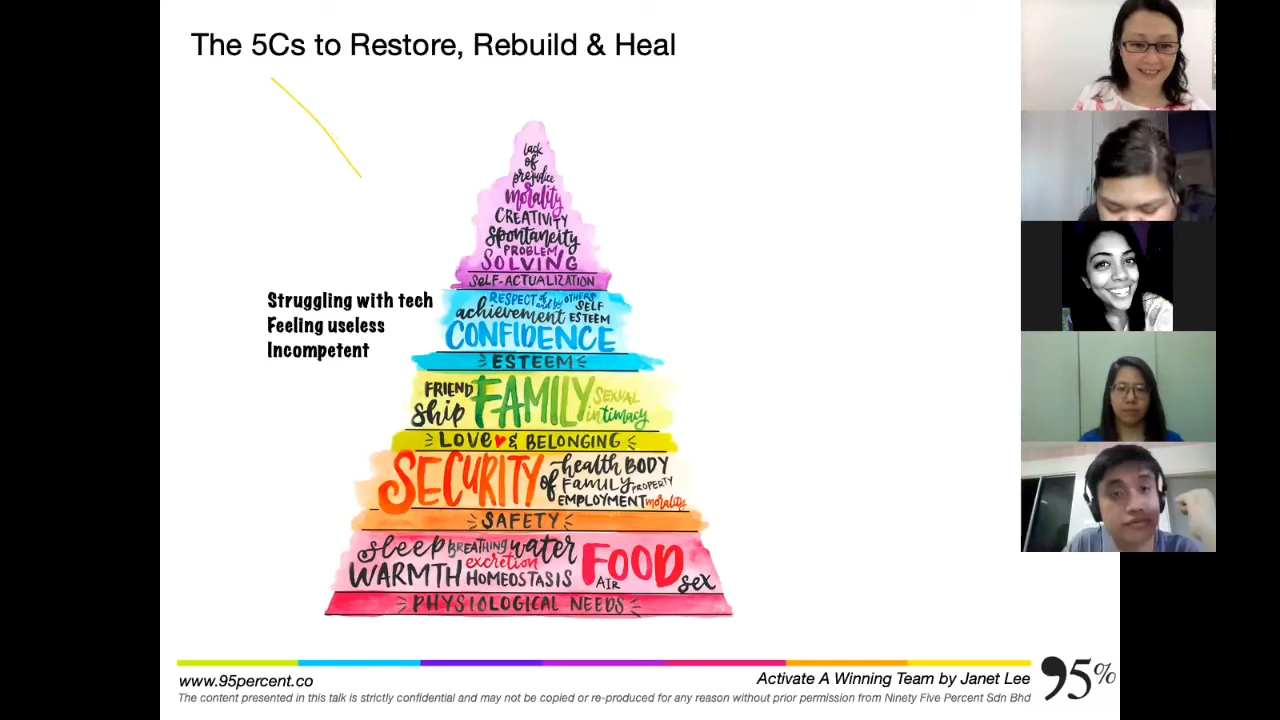 The 5Cs to Restore, Rebuild & Heal
lack
of
prejudice
morality
CREATIVITY
spontaneity
PROBLEM
SOLVING
SELF-ACTUALIZATION
Struggling with tech
Feeling useless
Incompetent
RESPECT of and by OTHERS
achievement SELF ESTEEM
CONFIDENCE
ESTEEM
FRIEND ship FAMILY SEXUAL intimacy
LOVE & BELONGING
SECURITY of health BODY
FAMILY PROPERTY
EMPLOYMENT morality
SAFETY
sleep BREATHING water
WARMTH excretion HOMEOSTASIS FOOD AIR sex
PHYSIOLOGICAL NEEDS
www.95percent.co
Activate A Winning Team by Janet Lee
95%
The content presented in this talk is strictly confidential and may not be copied or re-produced for any reason without prior permission from Ninety Five Percent Sdn Bhd